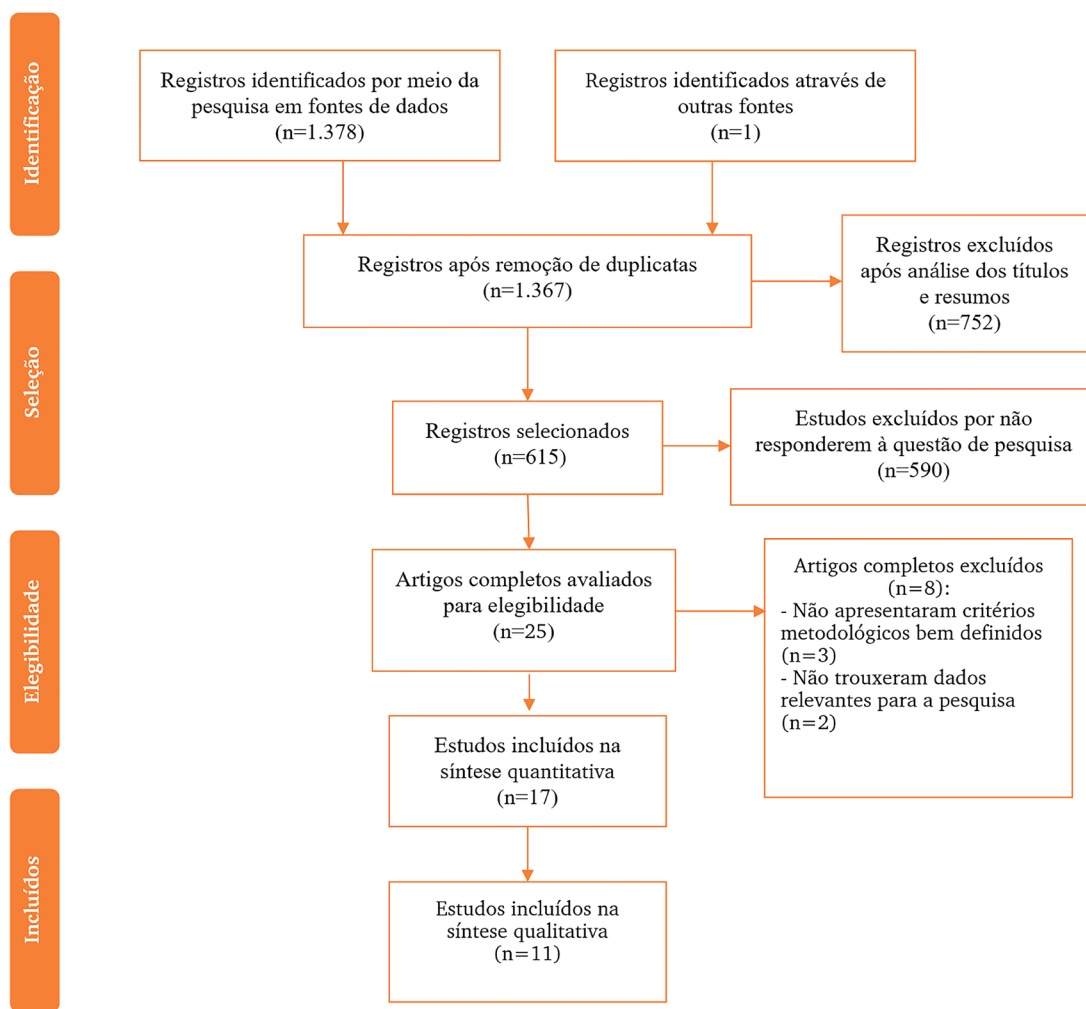 Identificação
Registros identificados por meio da
pesquisa em fontes de dados
(n=1.378)
Registros identificados através de
outras fontes
(n=1)
Registros após remoção de duplicatas
(n=1.367)
Registros excluídos
após análise dos títulos
e resumos
(n=752)
Seleção
Registros selecionados
(n=615)
Estudos excluídos por não
responderem à questão de pesquisa
(n=590)
Elegibilidade
Artigos completos avaliados
para elegibilidade
(n=25)
Artigos completos excluídos
(n=8):
- Não apresentaram critérios
metodológicos bem definidos
(n=3)
- Não trouxeram dados
relevantes para a pesquisa
(n=2)
Estudos incluídos na
síntese quantitativa
(n=17)
Incluídos
Estudos incluídos na
síntese qualitativa
(n=11)